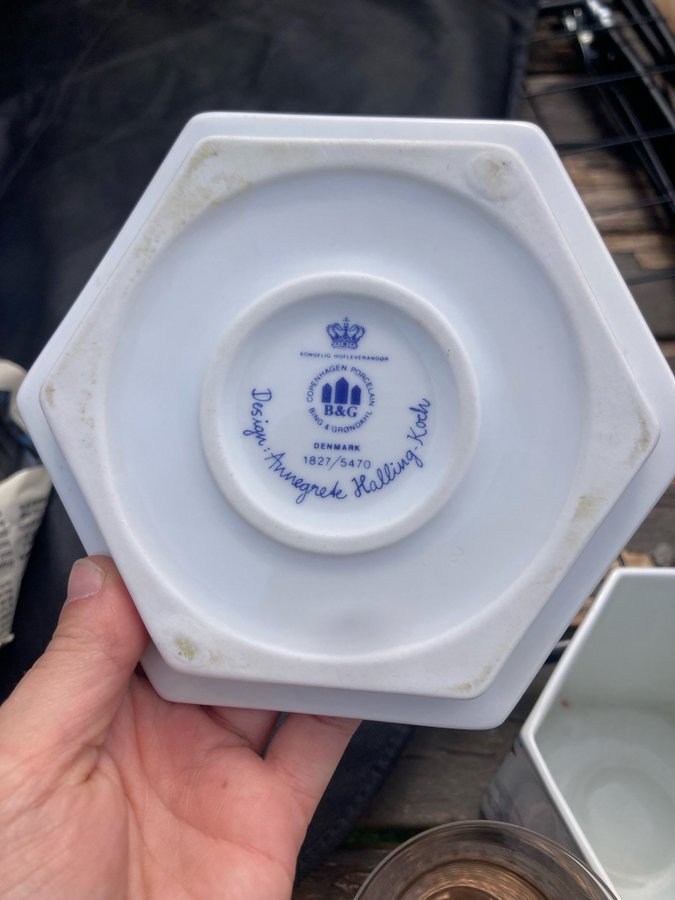 KONGELIG HOFLEVERANDØR
COPENHAGEN PORCELAIN
B&G
BING & GRØNDAHL
DENMARK
1827/5470
Design: Annegrete Halling-Koch